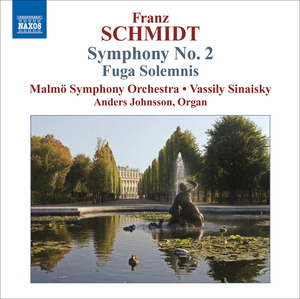 NAXOS
Franz
SCHMIDT
Symphony No. 2
Fuga Solemnis
Malmö Symphony Orchestra • Vassily Sinaisky
Anders Johnsson, Organ